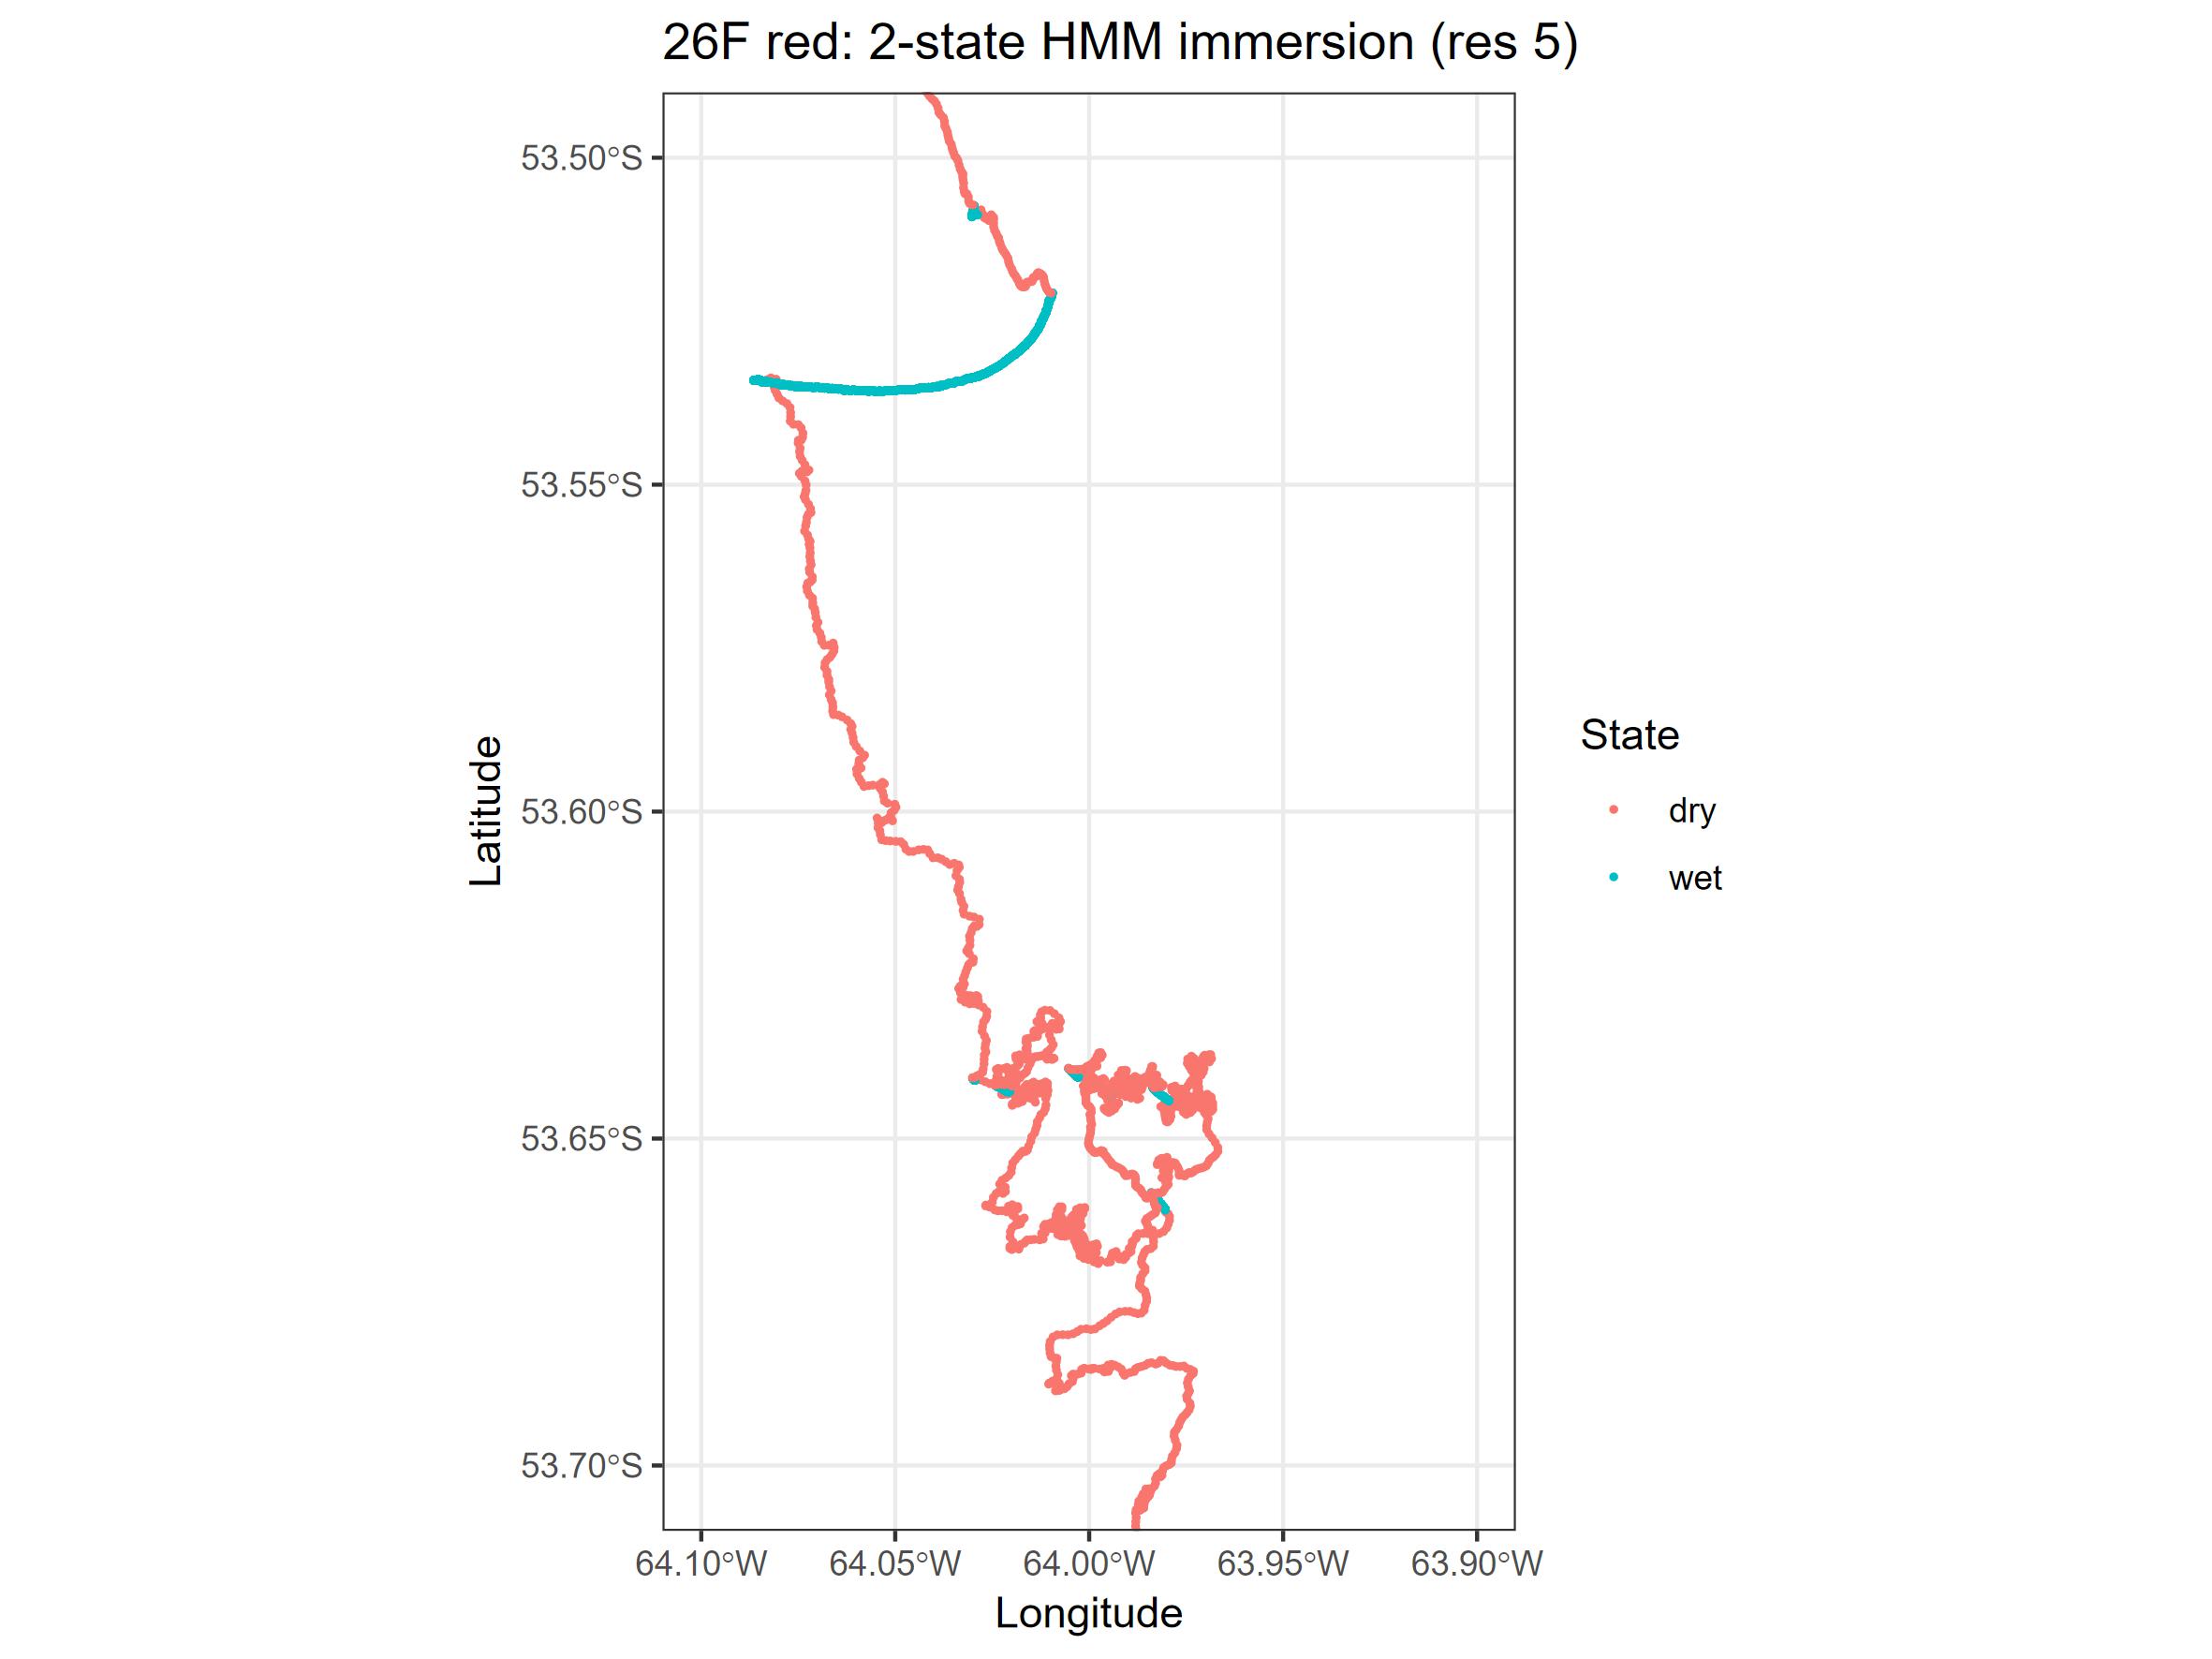 26F red: 2-state HMM immersion (res 5)
53.50°S
53.55°S
53.60°S
53.65°S
53.70°S
Latitude
64.10°W 64.05°W 64.00°W 63.95°W 63.90°W
Longitude
State
dry
wet